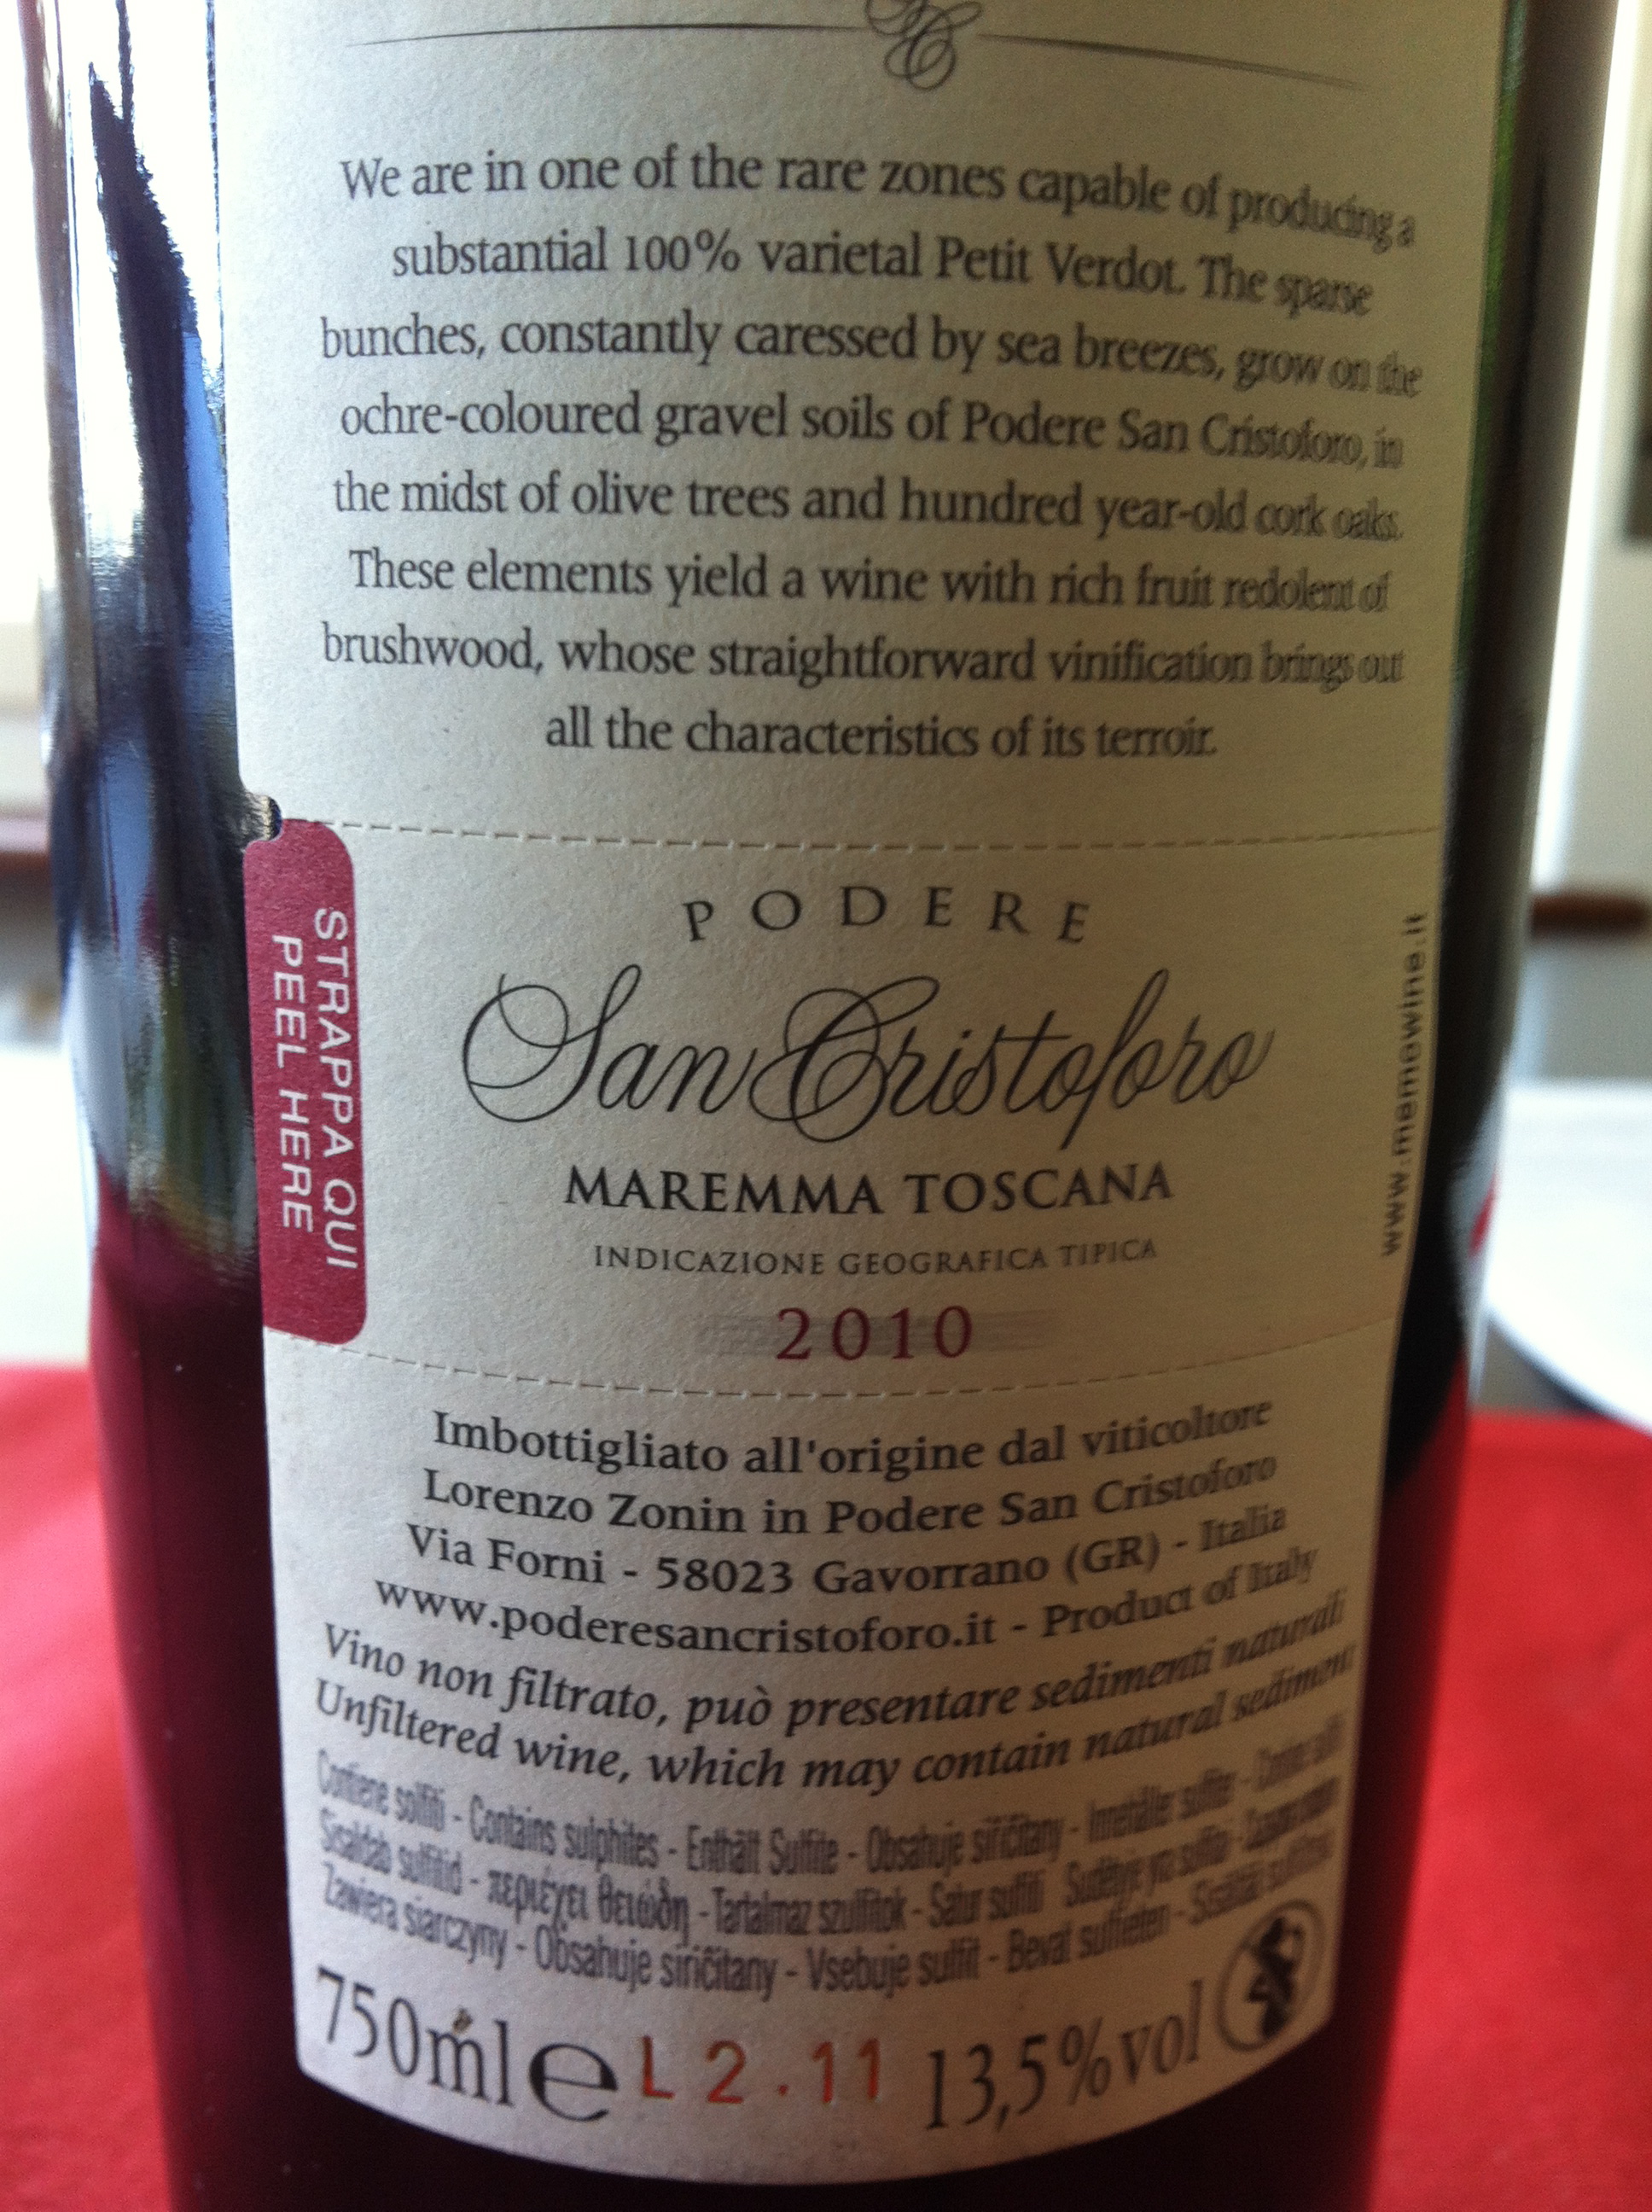 We are in one of the rare zones capable of producing a
substantial 100% varietal Petit Verdot. The sparse
bunches, constantly caressed by sea breezes, grow on the
ochre-coloured gravel soils of Podere San Cristoforo, in
the midst of olive trees and hundred year-old cork oaks.
These elements yield a wine with rich fruit redolent of
brushwood, whose straightforward vinification brings out
all the characteristics of its terroir.
STRAPPA QUI
PEEL HERE
PODERE
San Cristoforo
MAREMMA TOSCANA
INDICAZIONE GEOGRAFICA TIPICA
2010
www.memowine.it
Imbottigliato all'origine dal viticoltore
Lorenzo Zonin in Podere San Cristoforo
Via Forni - 58023 Gavorrano (GR) - Italia
www.poderesancristoforo.it - Product of Italy
Vino non filtrato, può presentare sedimenti naturali
Unfiltered wine, which may contain natural sediment
Contiene solfiti - Contains sulphites - Enthält Sulfite - Obsahuje siřičitany - Innehåller sulfiter -
Sisaldab sulfitid - περιέχει θειώδη - Tartalmaz szulfitok - Satur sulfiti
Zawiera siarczyny - Obsahuje siričitany - Vsebuje sulfit - Bevat sulfieten -
750ml e L 2.11 13,5%vol